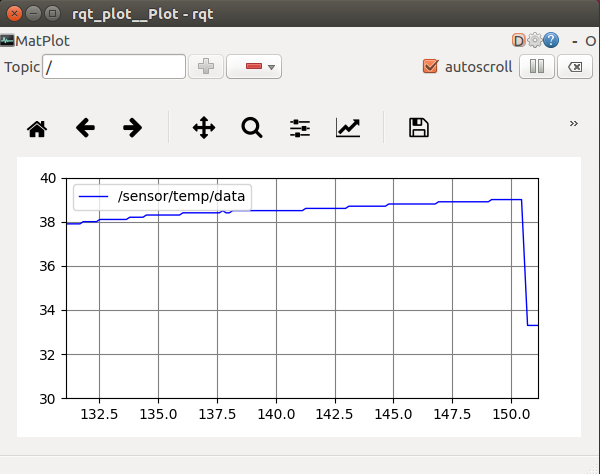 rqt_plot__Plot - rqt
MatPlot D ? - O
Topic / autoscroll
»
/sensor/temp/data
40
38
36
34
32
30
132.5 135.0 137.5 140.0 142.5 145.0 147.5 150.0